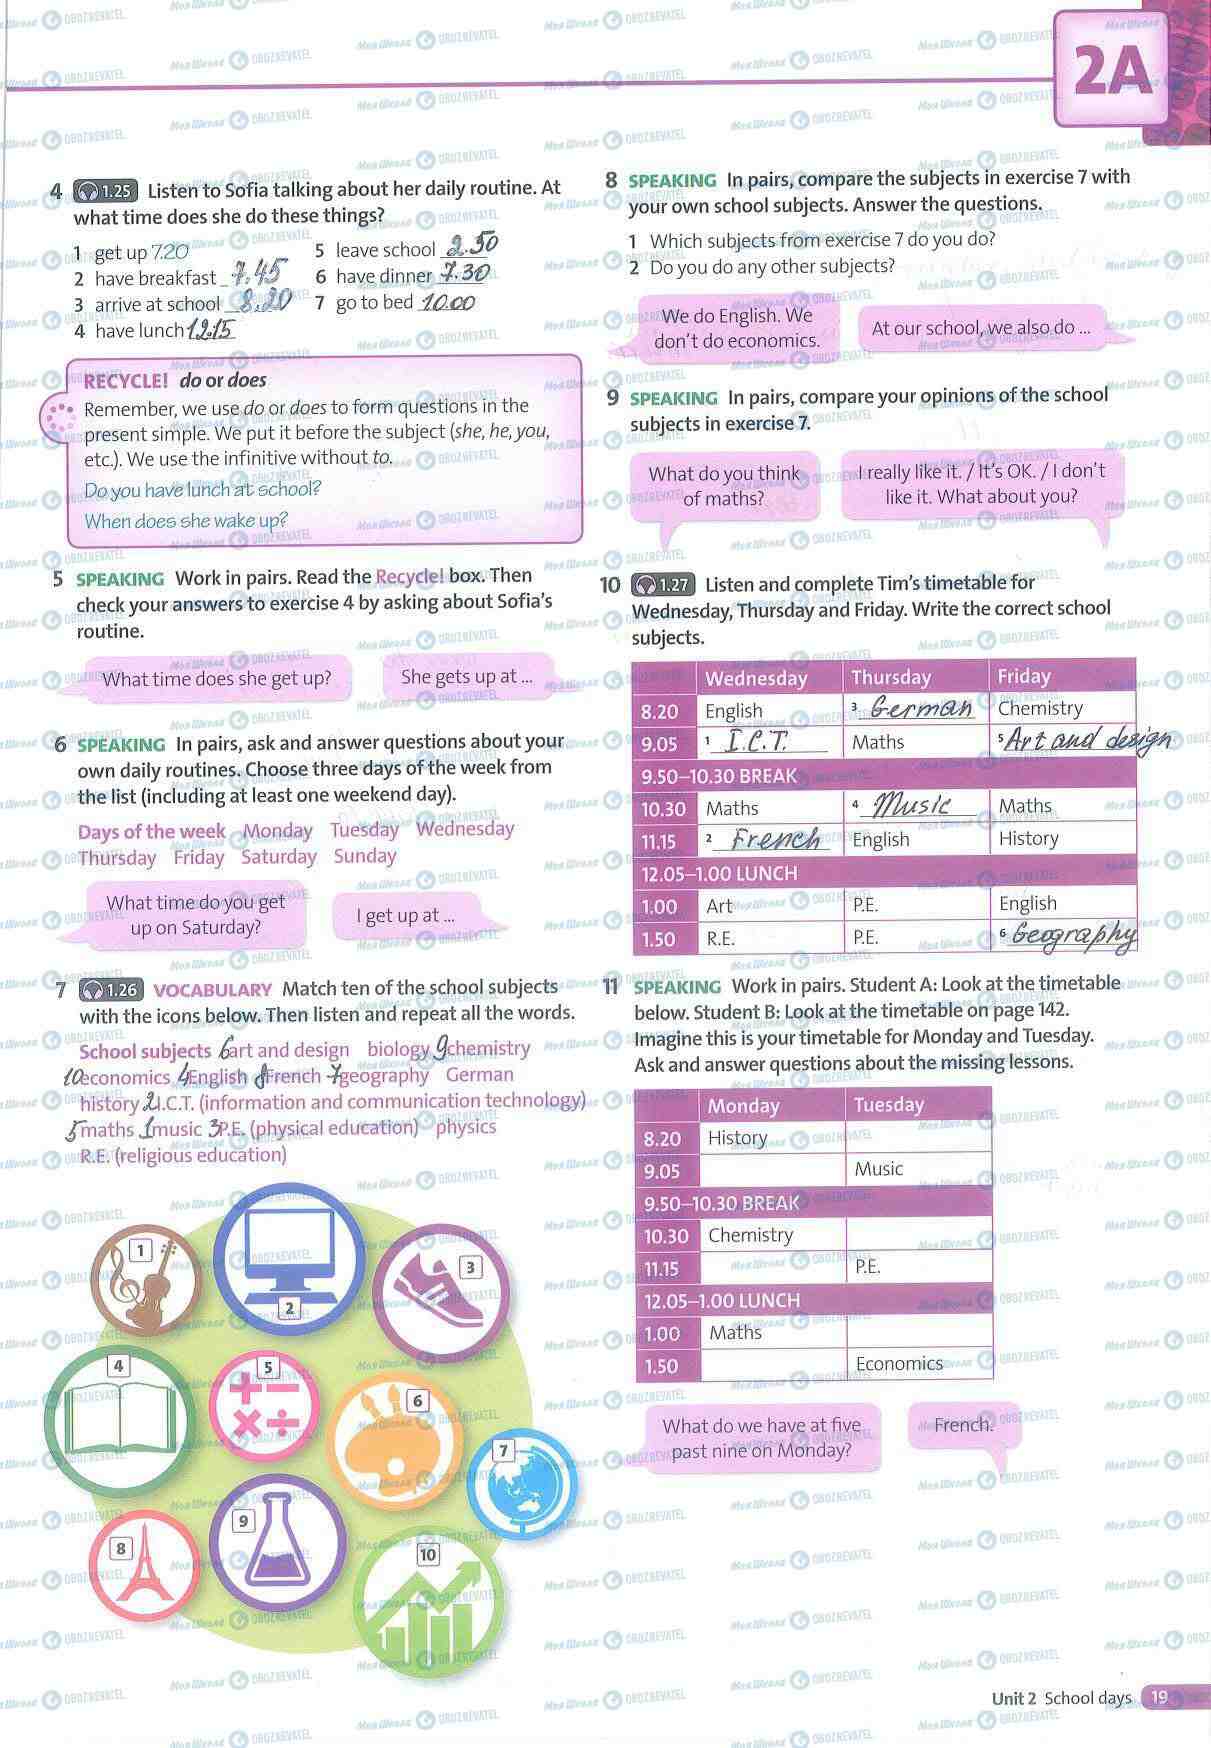 2A
4 1.25 Listen to Sofia talking about her daily routine. At
what time does she do these things?
1 get up 7.20
2 have breakfast 7.45
3 arrive at school 8.20
4 have lunch 12.15
5 leave school 2.50
6 have dinner 7.30
7 go to bed 10.00
RECYCLE! do or does
Remember, we use do or does to form questions in the
present simple. We put it before the subject (she, he, you,
etc.). We use the infinitive without to.
Do you have lunch at school?
When does she wake up?
5 SPEAKING Work in pairs. Read the Recycle! box. Then
check your answers to exercise 4 by asking about Sofia's
routine.
What time does she get up?
She gets up at ...
6 SPEAKING In pairs, ask and answer questions about your
own daily routines. Choose three days of the week from
the list (including at least one weekend day).
Days of the week Monday Tuesday Wednesday
Thursday Friday Saturday Sunday
What time do you get
up on Saturday?
I get up at ...
7 1.26 VOCABULARY Match ten of the school subjects
with the icons below. Then listen and repeat all the words.
School subjects 6 art and design biology 9 chemistry
10 economics 4 English 8 French 7 geography German
history 2 I.C.T. (information and communication technology)
5 maths 1 music 3 P.E. (physical education) physics
R.E. (religious education)
1
2
3
4
5
6
7
8
9
10
8 SPEAKING In pairs, compare the subjects in exercise 7 with
your own school subjects. Answer the questions.
1 Which subjects from exercise 7 do you do?
2 Do you do any other subjects?
We do English. We
don't do economics.
At our school, we also do ...
9 SPEAKING In pairs, compare your opinions of the school
subjects in exercise 7.
What do you think
of maths?
I really like it. / It's OK. / I don't
like it. What about you?
10 1.27 Listen and complete Tim's timetable for
Wednesday, Thursday and Friday. Write the correct school
subjects.
Wednesday Thursday Friday
8.20 English 3 German Chemistry
9.05 1 I.C.T. Maths 5 Art and design
9.50–10.30 BREAK
10.30 Maths 4 Music Maths
11.15 2 French English History
12.05–1.00 LUNCH
1.00 Art P.E. English
1.50 R.E. P.E. 6 Geography
11 SPEAKING Work in pairs. Student A: Look at the timetable
below. Student B: Look at the timetable on page 142.
Imagine this is your timetable for Monday and Tuesday.
Ask and answer questions about the missing lessons.
Monday Tuesday
8.20 History
9.05 Music
9.50–10.30 BREAK
10.30 Chemistry
11.15 P.E.
12.05–1.00 LUNCH
1.00 Maths
1.50 Economics
What do we have at five
past nine on Monday?
French.
Unit 2 School days 19